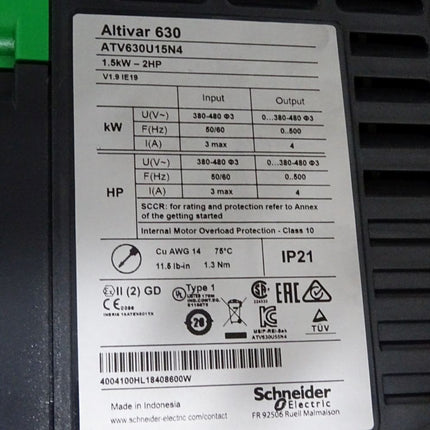 Altivar 630
ATV630U15N4
1.5kW – 2HP
V1.9 IE19
Input Output
kW
U(V~) 380-480 Φ3 0...380-480 Φ3
F(Hz) 50/60 0...500
I(A) 3 max 4
HP
U(V~) 380-480 Φ3 0...380-480 Φ3
F(Hz) 50/60 0...500
I(A) 3 max 4
SCCR: for rating and protection refer to Annex
of the getting started
Internal Motor Overload Protection - Class 10
Cu AWG 14 75°C
11.5 lb-in 1.3 Nm
IP21
II (2) GD
Type 1
EAC
TÜV
ATV630U55N4
4004100HL18408600W
Made in Indonesia
www.schneider-electric.com/contact
Schneider
Electric
FR 92506 Rueil Malmaison